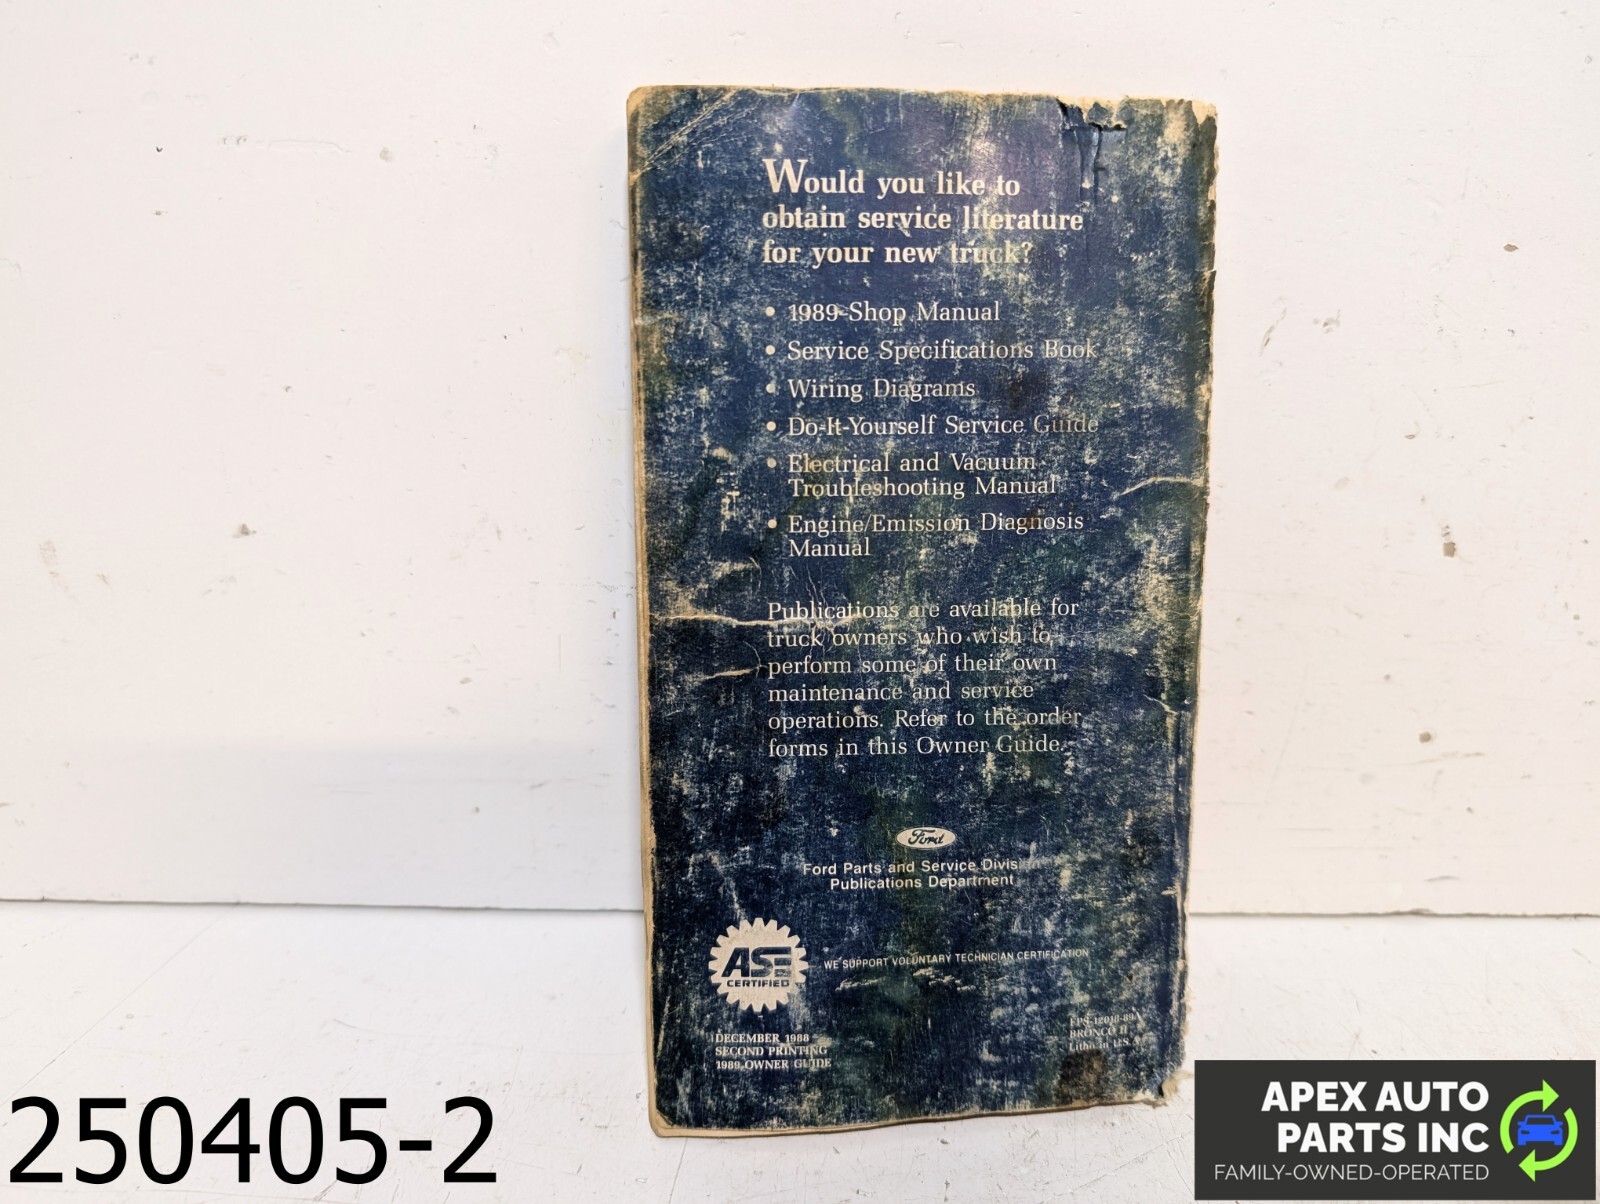 Would you like to
obtain service literature
for your new truck?
• 1989 Shop Manual
• Service Specifications Book
• Wiring Diagrams
• Do-It-Yourself Service Guide
• Electrical and Vacuum
Troubleshooting Manual
• Engine/Emission Diagnosis
Manual
Publications are available for
truck owners who wish to
perform some of their own
maintenance and service
operations. Refer to the order
forms in this Owner Guide.
Ford
Ford Parts and Service Division
Publications Department
ASE
CERTIFIED
WE SUPPORT VOLUNTARY TECHNICIAN CERTIFICATION
DECEMBER 1988
SECOND PRINTING
1989 OWNER GUIDE
BRONCO II
Litho in U.S.
250405-2
APEX AUTO
PARTS INC
FAMILY-OWNED-OPERATED